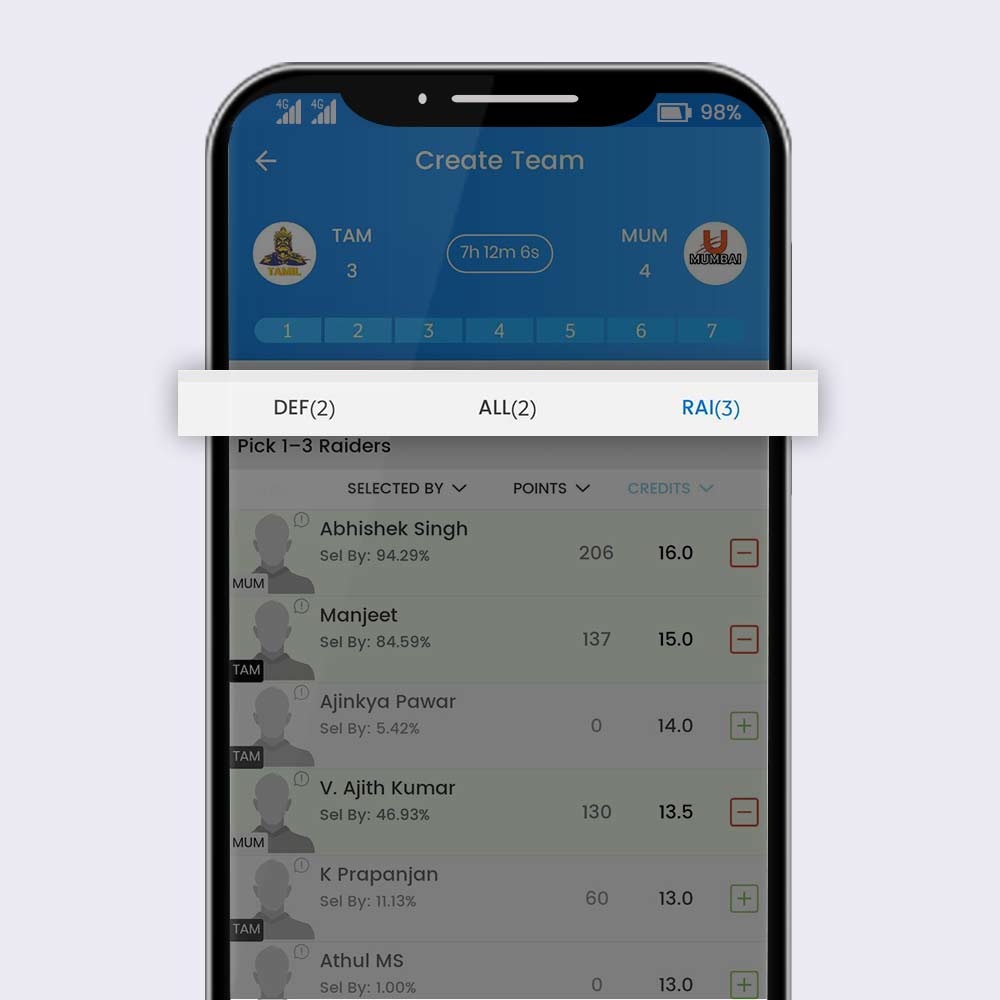 4G 4G 98%
Create Team
TAM 7h 12m 6s MUM
3 4
TAMIL MUMBAI
1 2 3 4 5 6 7
DEF(2) ALL(2) RAI(3)
Pick 1–3 Raiders
SELECTED BY POINTS CREDITS
Abhishek Singh
Sel By: 94.29% 206 16.0
MUM
Manjeet
Sel By: 84.59% 137 15.0
TAM
Ajinkya Pawar
Sel By: 5.42% 0 14.0
TAM
V. Ajith Kumar
Sel By: 46.93% 130 13.5
MUM
K Prapanjan
Sel By: 11.13% 60 13.0
TAM
Athul MS
Sel By: 1.00% 0 13.0